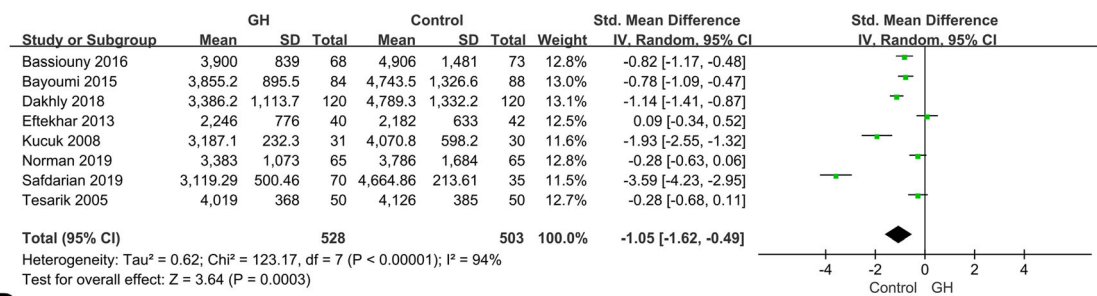 GH Control Std. Mean Difference Std. Mean Difference
Study or Subgroup Mean SD Total Mean SD Total Weight IV, Random, 95% CI IV, Random, 95% CI
Bassiouny 2016 3,900 839 68 4,906 1,481 73 12.8% -0.82 [-1.17, -0.48]
Bayoumi 2015 3,855.2 895.5 84 4,743.5 1,326.6 88 13.0% -0.78 [-1.09, -0.47]
Dakhly 2018 3,386.2 1,113.7 120 4,789.3 1,332.2 120 13.1% -1.14 [-1.41, -0.87]
Eftekhar 2013 2,246 776 40 2,182 633 42 12.5% 0.09 [-0.34, 0.52]
Kucuk 2008 3,187.1 232.3 31 4,070.8 598.2 30 11.6% -1.93 [-2.55, -1.32]
Norman 2019 3,383 1,073 65 3,786 1,684 65 12.8% -0.28 [-0.63, 0.06]
Safdarian 2019 3,119.29 500.46 70 4,664.86 213.61 35 11.5% -3.59 [-4.23, -2.95]
Tesarik 2005 4,019 368 50 4,126 385 50 12.7% -0.28 [-0.68, 0.11]
Total (95% CI) 528 503 100.0% -1.05 [-1.62, -0.49]
Heterogeneity: Tau² = 0.62; Chi² = 123.17, df = 7 (P < 0.00001); I² = 94%
Test for overall effect: Z = 3.64 (P = 0.0003)
-4 -2 0 2 4
Control GH